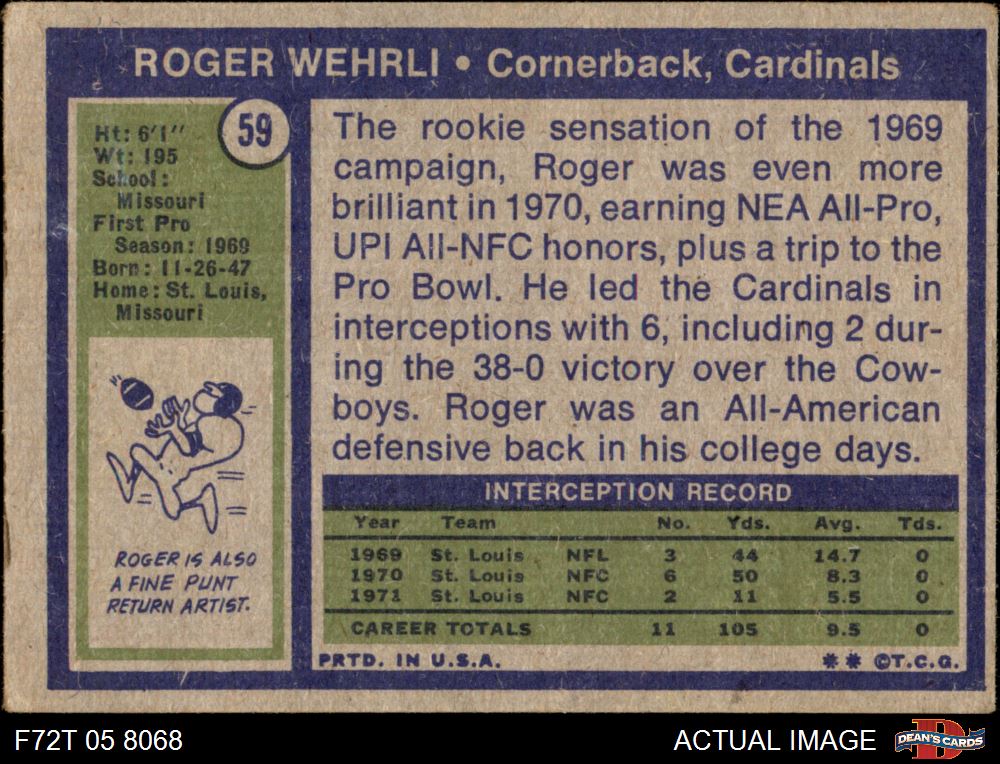 ROGER WEHRLI • Cornerback, Cardinals
59
Ht: 6'1"
Wt: 195
School:
Missouri
First Pro
Season: 1969
Born: 11-26-47
Home: St. Louis,
Missouri
ROGER IS ALSO
A FINE PUNT
RETURN ARTIST.
The rookie sensation of the 1969
campaign, Roger was even more
brilliant in 1970, earning NEA All-Pro,
UPI All-NFC honors, plus a trip to the
Pro Bowl. He led the Cardinals in
interceptions with 6, including 2 dur-
ing the 38-0 victory over the Cow-
boys. Roger was an All-American
defensive back in his college days.
INTERCEPTION RECORD
Year Team No. Yds. Avg. Tds.
1969 St. Louis NFL 3 44 14.7 0
1970 St. Louis NFC 6 50 8.3 0
1971 St. Louis NFC 2 11 5.5 0
CAREER TOTALS 11 105 9.5 0
PRTD. IN U.S.A. ** ©T.C.G.
F72T 05 8068 ACTUAL IMAGE DEAN'S CARDS